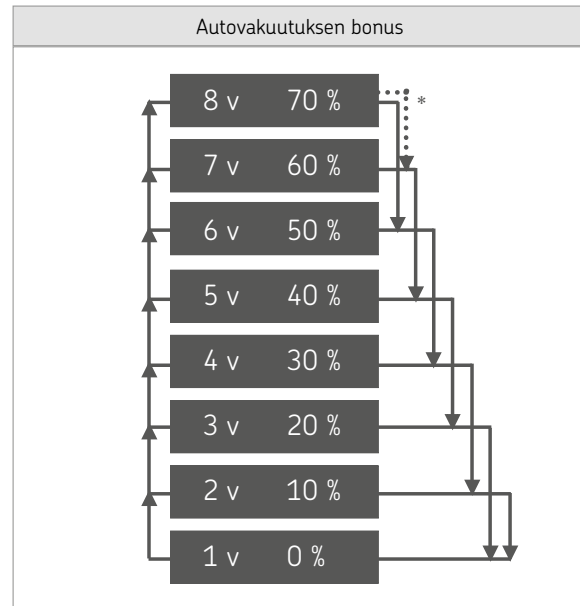 Autovakuutuksen bonus
8 v 70 %
*
7 v 60 %
6 v 50 %
5 v 40 %
4 v 30 %
3 v 20 %
2 v 10 %
1 v 0 %